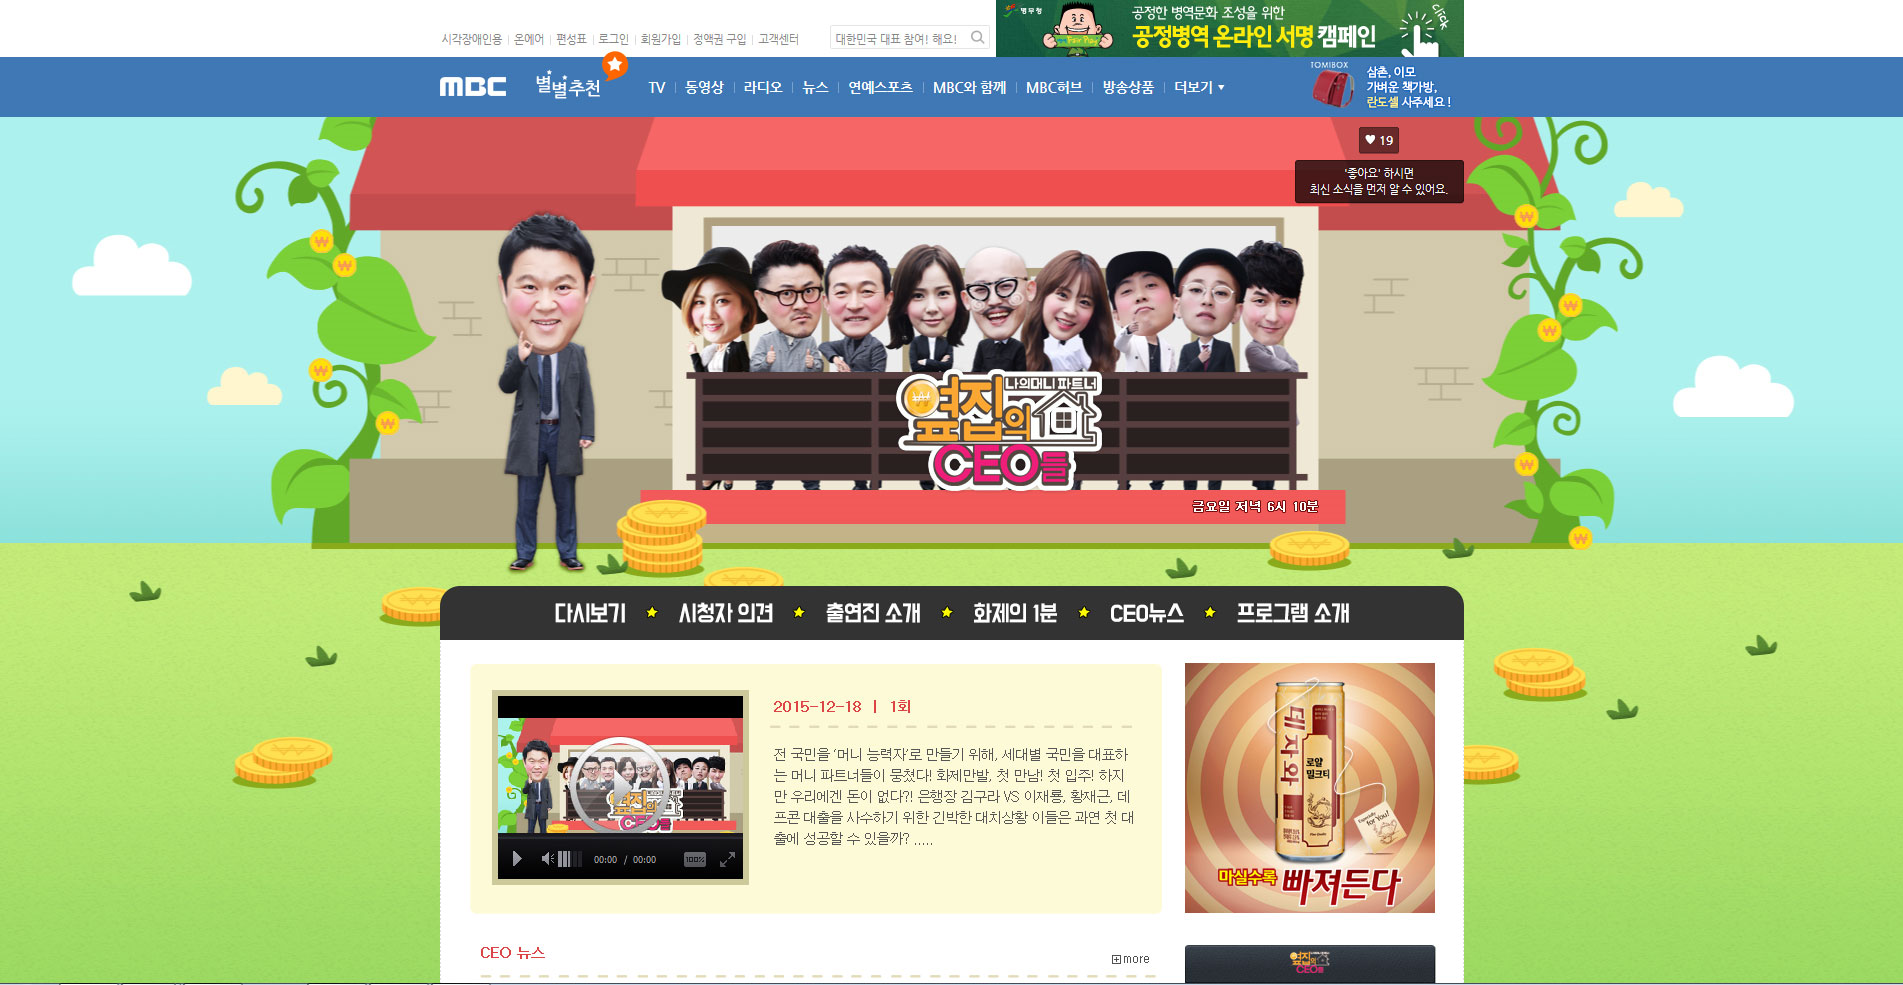 시각장애인용 온에어 편성표 로그인 회원가입 정액권 구입 고객센터
대한민국 대표 참여! 해요!
병무청
공정한 병역문화 조성을 위한
공정병역 온라인 서명 캠페인
click
MBC
별별추천
TV 동영상 라디오 뉴스 연예스포츠 MBC와 함께 MBC허브 방송상품 더보기
TOMIBOX
삼촌, 이모
가벼운 책가방,
란도셀 사주세요!
19
'좋아요' 하시면
최신 소식을 먼저 알 수 있어요.
나의머니 파트너
옆집의
CEO들
금요일 저녁 6시 10분
다시보기 시청자 의견 출연진 소개 화제의 1분 CEO뉴스 프로그램 소개
2015-12-18 | 1회
전 국민을 '머니 능력자'로 만들기 위해, 세대별 국민을 대표하
는 머니 파트너들이 뭉쳤다! 화제만발, 첫 만남! 첫 입주! 하지
만 우리에겐 돈이 없다?! 은행장 김구라 VS 이재룡, 황재근, 데
프콘 대출을 사수하기 위한 긴박한 대치상황 이들은 과연 첫 대
출에 성공할 수 있을까? .....
옆집의
CEO
00:00 / 00:00
100%
데자와
로얄
밀크티
for You!
마실수록 빠져든다
CEO 뉴스
more
옆집의
CEO들